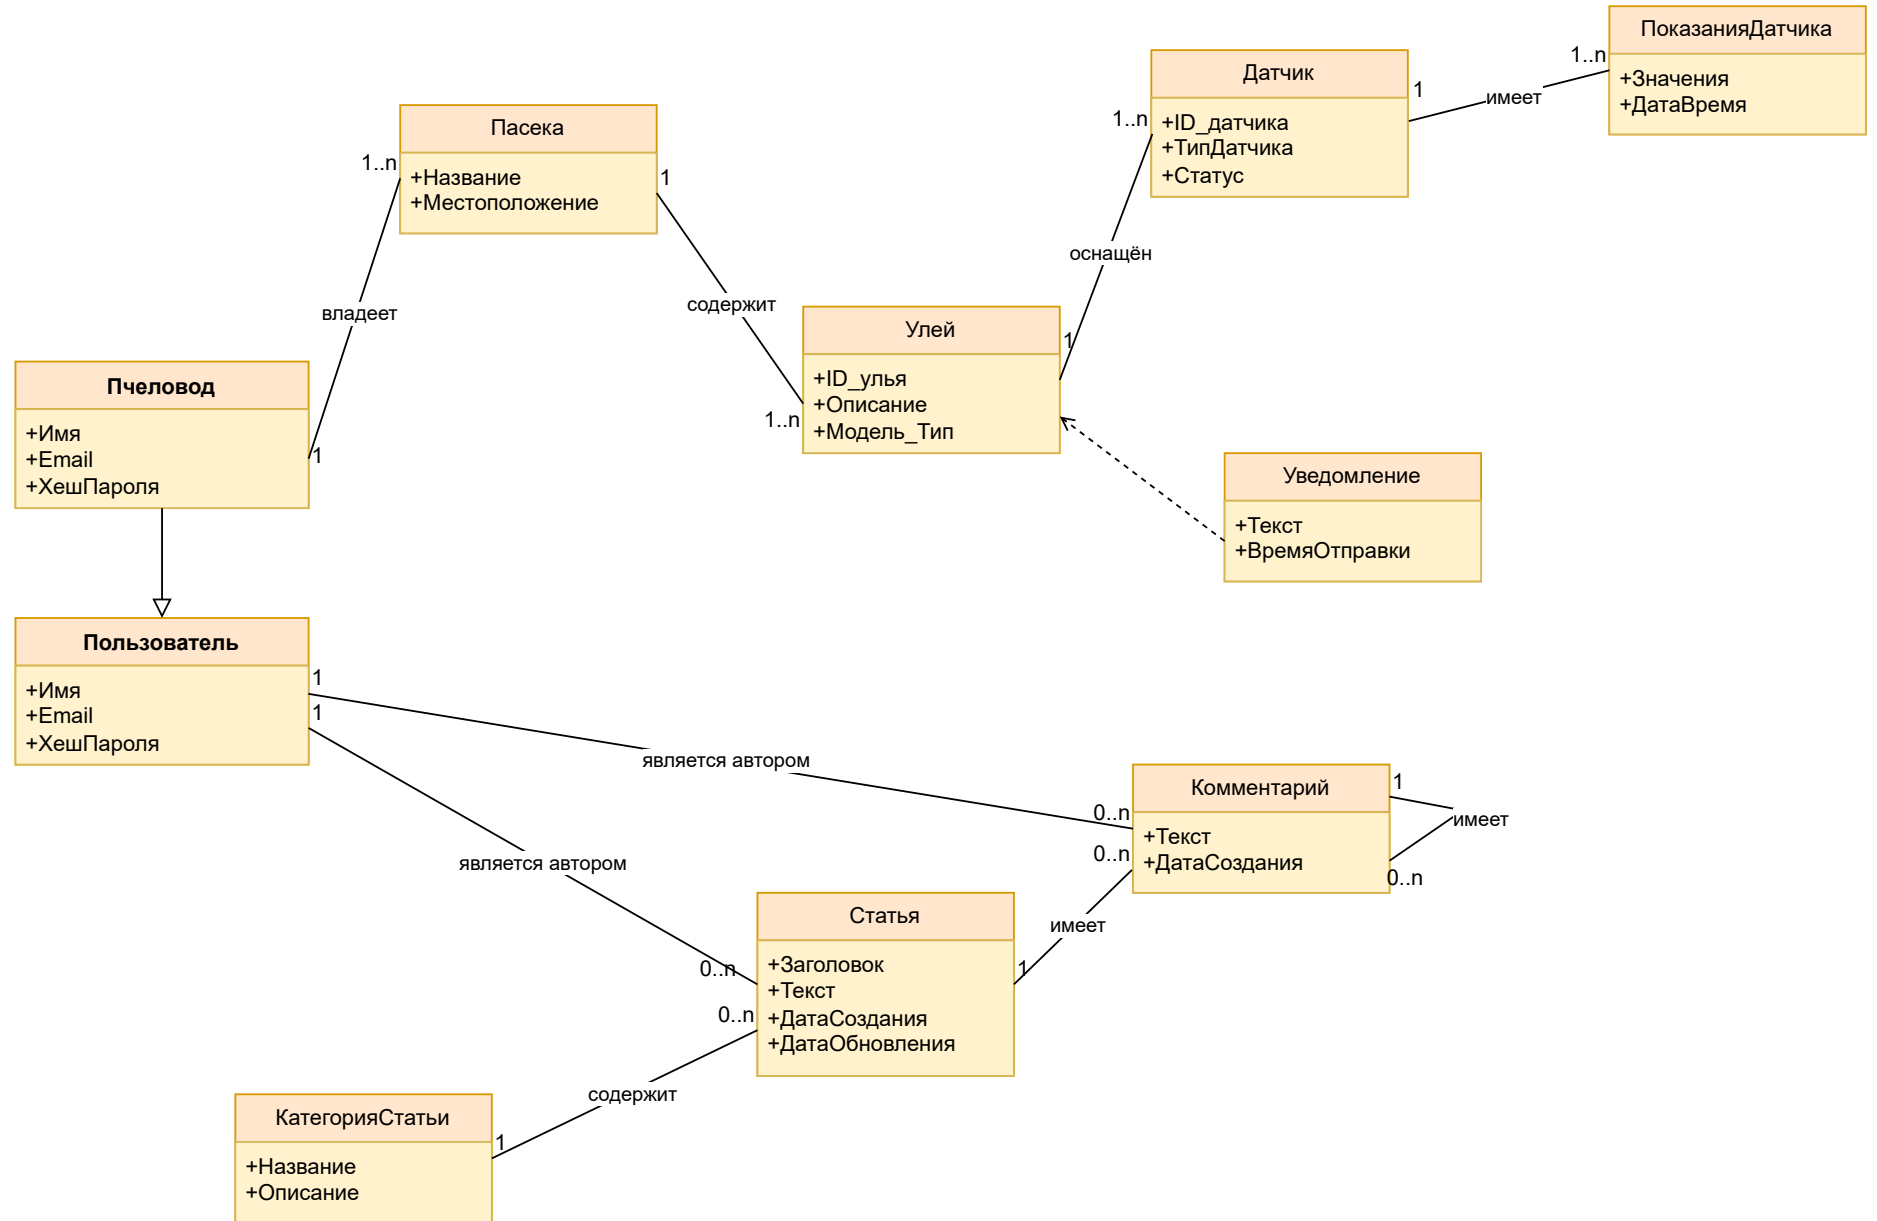 ПоказанияДатчика
+Значения
+ДатаВремя
1..n
имеет
1
Датчик
+ID_датчика
+ТипДатчика
+Статус
1..n
оснащён
1
Пасека
+Название
+Местоположение
1..n
1
владеет
содержит
Улей
+ID_улья
+Описание
+Модель_Тип
1..n
Пчеловод
+Имя
+Email
+ХешПароля
1
Уведомление
+Текст
+ВремяОтправки
Пользователь
+Имя
+Email
+ХешПароля
1
1
является автором
является автором
Комментарий
+Текст
+ДатаСоздания
0..n
0..n
1
имеет
0..n
имеет
Статья
+Заголовок
+Текст
+ДатаСоздания
+ДатаОбновления
1
0..n
0..n
содержит
КатегорияСтатьи
+Название
+Описание
1